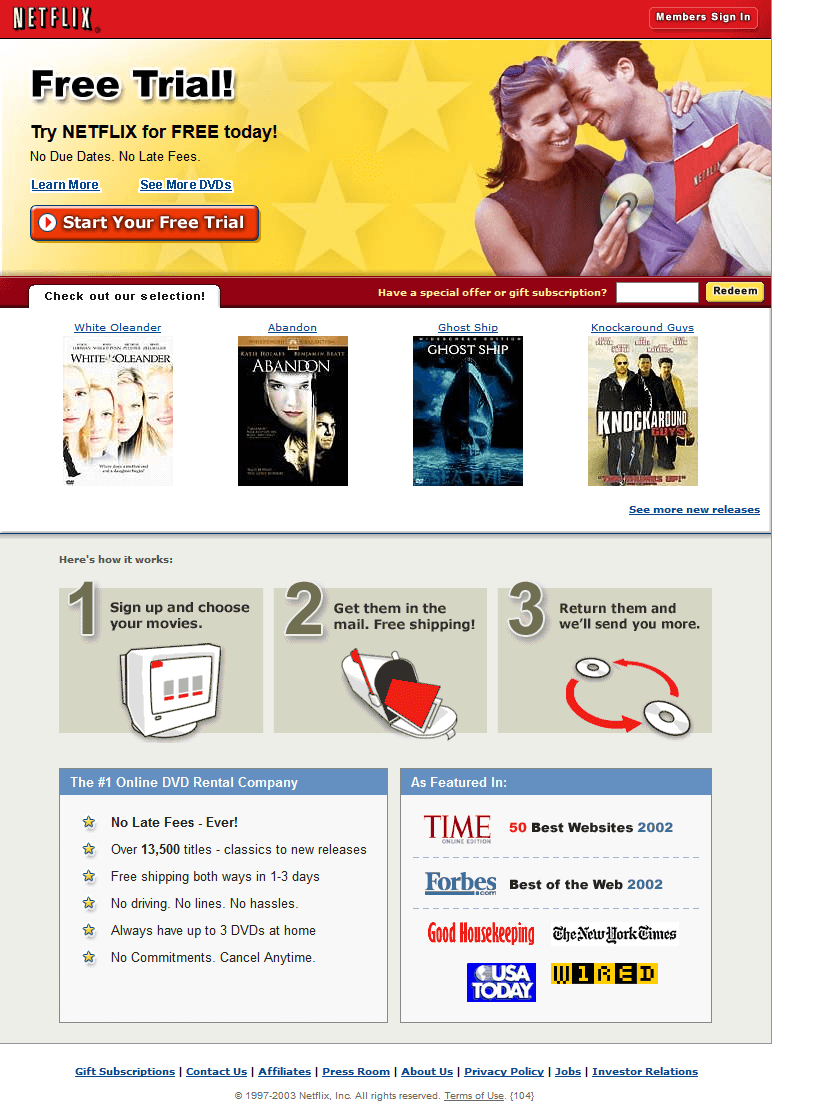 NETFLIX
Members Sign In
Free Trial!
Try NETFLIX for FREE today!
No Due Dates. No Late Fees.
Learn More
See More DVDs
Start Your Free Trial
NETFLIX
Check out our selection!
Have a special offer or gift subscription?
Redeem
White Oleander
Abandon
Ghost Ship
Knockaround Guys
WHITE OLEANDER
WIDESCREEN COLLECTION
KATIE HOLMES BENJAMIN BRATT
ABANDON
WIDESCREEN EDITION
GHOST SHIP
SEA EVIL
KNOCKAROUND
GUYS
See more new releases
Here's how it works:
1
Sign up and choose
your movies.
2
Get them in the
mail. Free shipping!
3
Return them and
we'll send you more.
The #1 Online DVD Rental Company
No Late Fees - Ever!
Over 13,500 titles - classics to new releases
Free shipping both ways in 1-3 days
No driving. No lines. No hassles.
Always have up to 3 DVDs at home
No Commitments. Cancel Anytime.
As Featured In:
TIME
ONLINE EDITION
50 Best Websites 2002
Forbes
.com
Best of the Web 2002
Good Housekeeping
The New York Times
USA
TODAY
WIRED
Gift Subscriptions | Contact Us | Affiliates | Press Room | About Us | Privacy Policy | Jobs | Investor Relations
© 1997-2003 Netflix, Inc. All rights reserved. Terms of Use. {104}